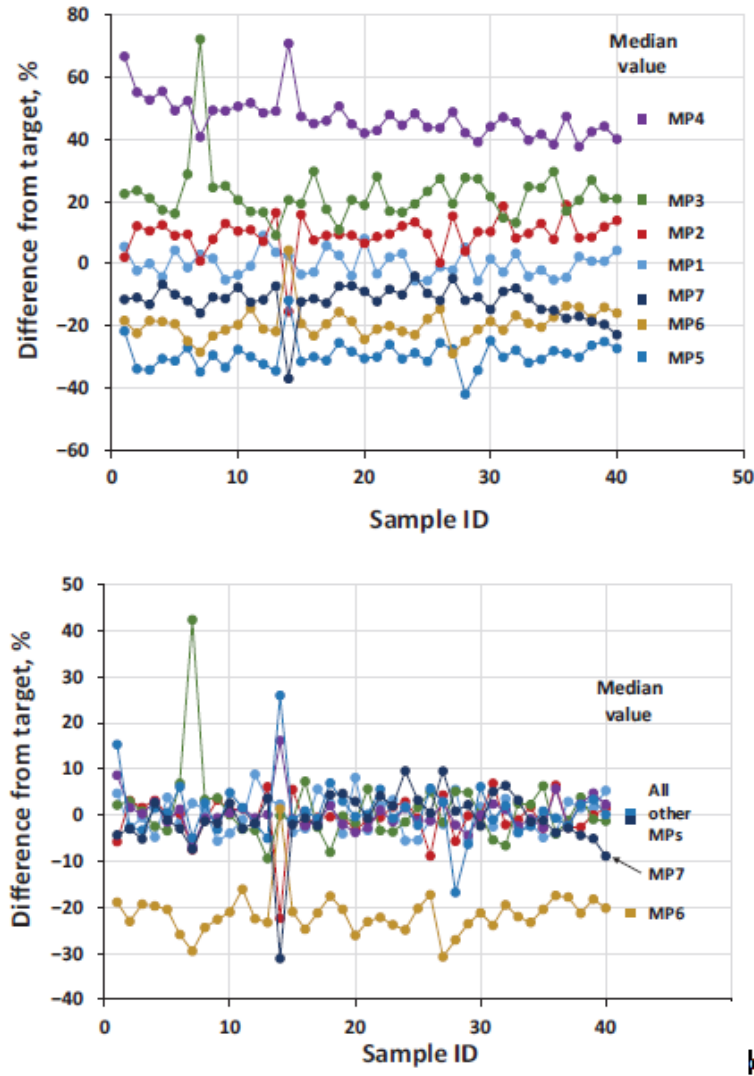 80
60
40
20
0
−20
−40
−60
Difference from target, %
Median
value
MP4
MP3
MP2
MP1
MP7
MP6
MP5
0 10 20 30 40 50
Sample ID
50
40
30
20
10
0
−10
−20
−30
−40
Difference from target, %
Median
value
All
other
MPs
MP7
MP6
0 10 20 30 40
Sample ID